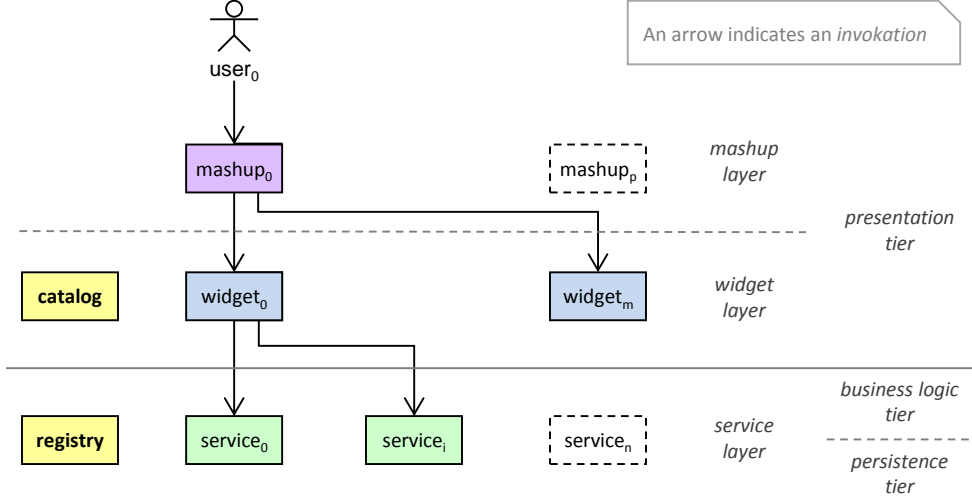 An arrow indicates an invokation
user₀
mashup₀
mashupₚ
mashup
layer
presentation
tier
catalog
widget₀
widgetₘ
widget
layer
business logic
tier
registry
service₀
serviceᵢ
serviceₙ
service
layer
persistence
tier